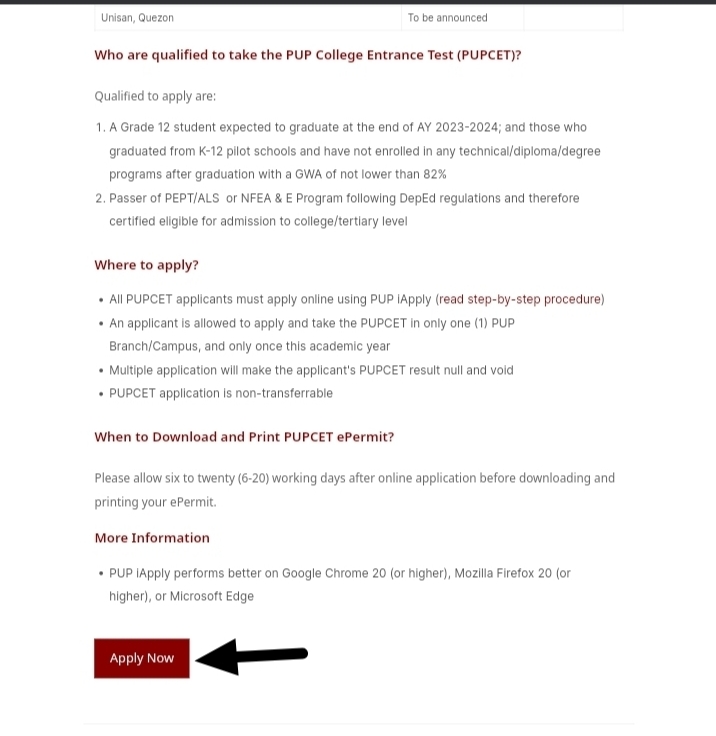 Unisan, Quezon To be announced
Who are qualified to take the PUP College Entrance Test (PUPCET)?
Qualified to apply are:
1. A Grade 12 student expected to graduate at the end of AY 2023-2024; and those who
graduated from K-12 pilot schools and have not enrolled in any technical/diploma/degree
programs after graduation with a GWA of not lower than 82%
2. Passer of PEPT/ALS or NFEA & E Program following DepEd regulations and therefore
certified eligible for admission to college/tertiary level
Where to apply?
• All PUPCET applicants must apply online using PUP iApply (read step-by-step procedure)
• An applicant is allowed to apply and take the PUPCET in only one (1) PUP
Branch/Campus, and only once this academic year
• Multiple application will make the applicant's PUPCET result null and void
• PUPCET application is non-transferrable
When to Download and Print PUPCET ePermit?
Please allow six to twenty (6-20) working days after online application before downloading and
printing your ePermit.
More Information
• PUP iApply performs better on Google Chrome 20 (or higher), Mozilla Firefox 20 (or
higher), or Microsoft Edge
Apply Now